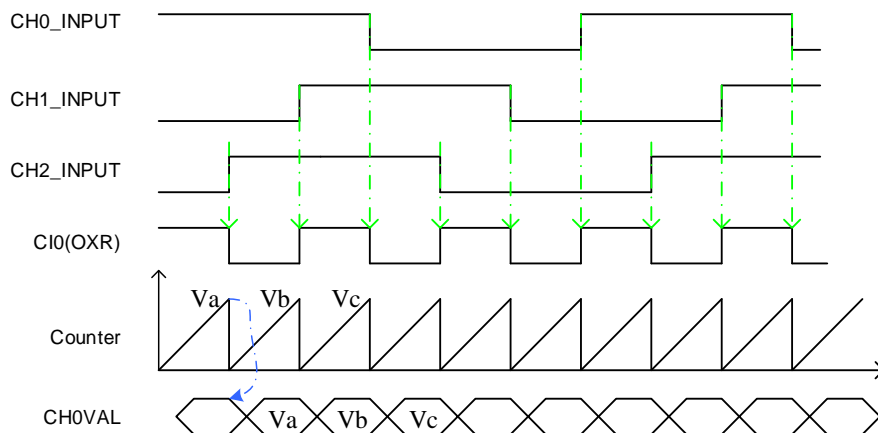 CH0_INPUT
CH1_INPUT
CH2_INPUT
CI0(OXR)
Va Vb Vc
Counter
CH0VAL Va Vb Vc